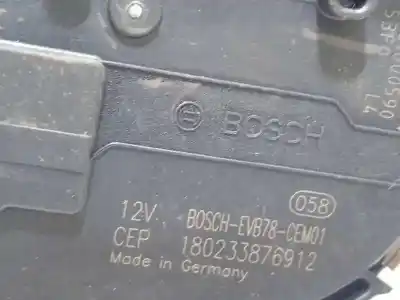 BOSCH
058
12V BOSCH-EVB78-CEM01
CEP 180233876912
Made in Germany